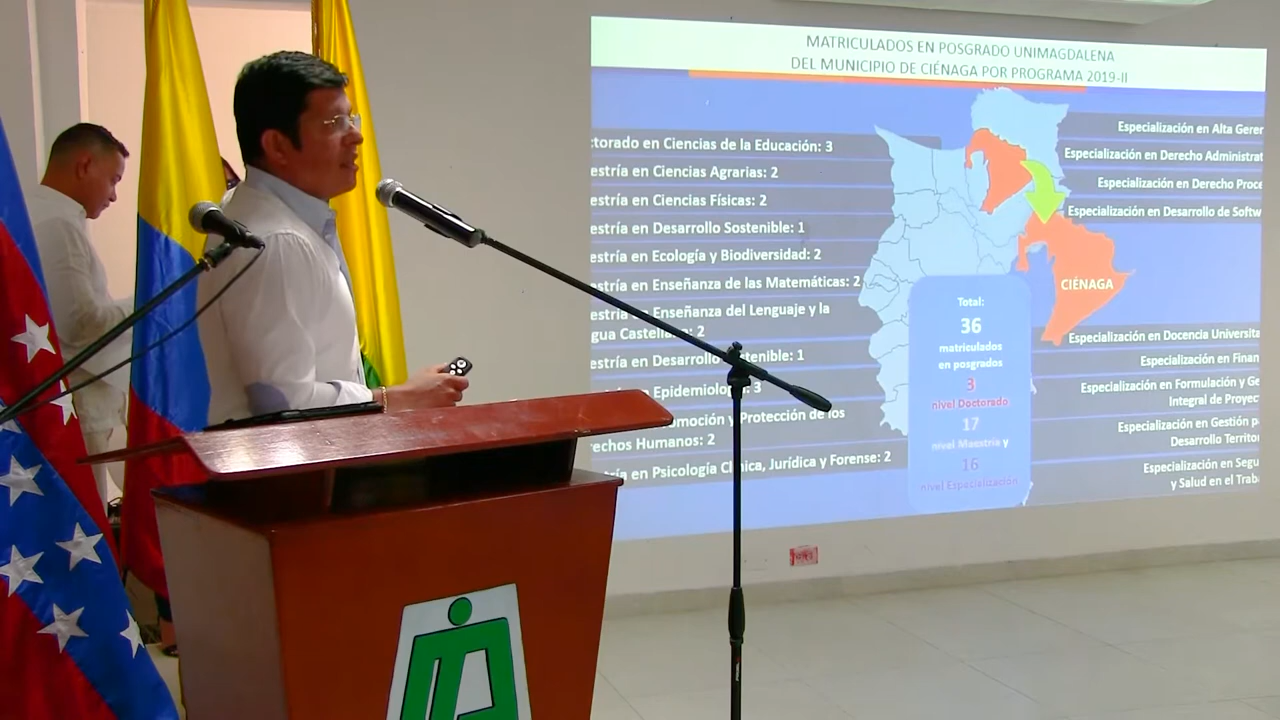 MATRICULADOS EN POSGRADO UNIMAGDALENA
DEL MUNICIPIO DE CIÉNAGA POR PROGRAMA 2019-II
ctorado en Ciencias de la Educación: 3
estría en Ciencias Agrarias: 2
estría en Ciencias Físicas: 2
estría en Desarrollo Sostenible: 1
estría en Ecología y Biodiversidad: 2
estría en Enseñanza de las Matemáticas: 2
estría en Enseñanza del Lenguaje y la
gua Castellana: 2
estría en Desarrollo Sostenible: 1
Epidemiología: 3
omoción y Protección de los
rechos Humanos: 2
tría en Psicología Clínica, Jurídica y Forense: 2
CIÉNAGA
Total:
36
matriculados
en posgrados
3
nivel Doctorado
17
nivel Maestría y
16
nivel Especialización
Especialización en Alta Geren
Especialización en Derecho Administrat
Especialización en Derecho Proce
Especialización en Desarrollo de Softw
Especialización en Docencia Universita
Especialización en Finan
Especialización en Formulación y Ge
Integral de Proyec
Especialización en Gestión p
Desarrollo Territo
Especialización en Segu
y Salud en el Trab